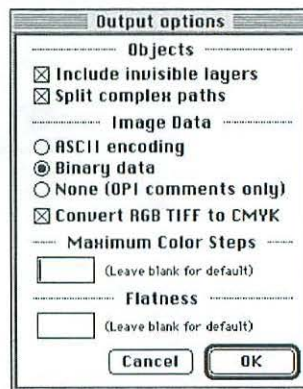 Output options
Objects
Include invisible layers
Split complex paths
Image Data
ASCII encoding
Binary data
None (OPI comments only)
Convert RGB TIFF to CMYK
Maximum Color Steps
(Leave blank for default)
Flatness
(Leave blank for default)
Cancel OK